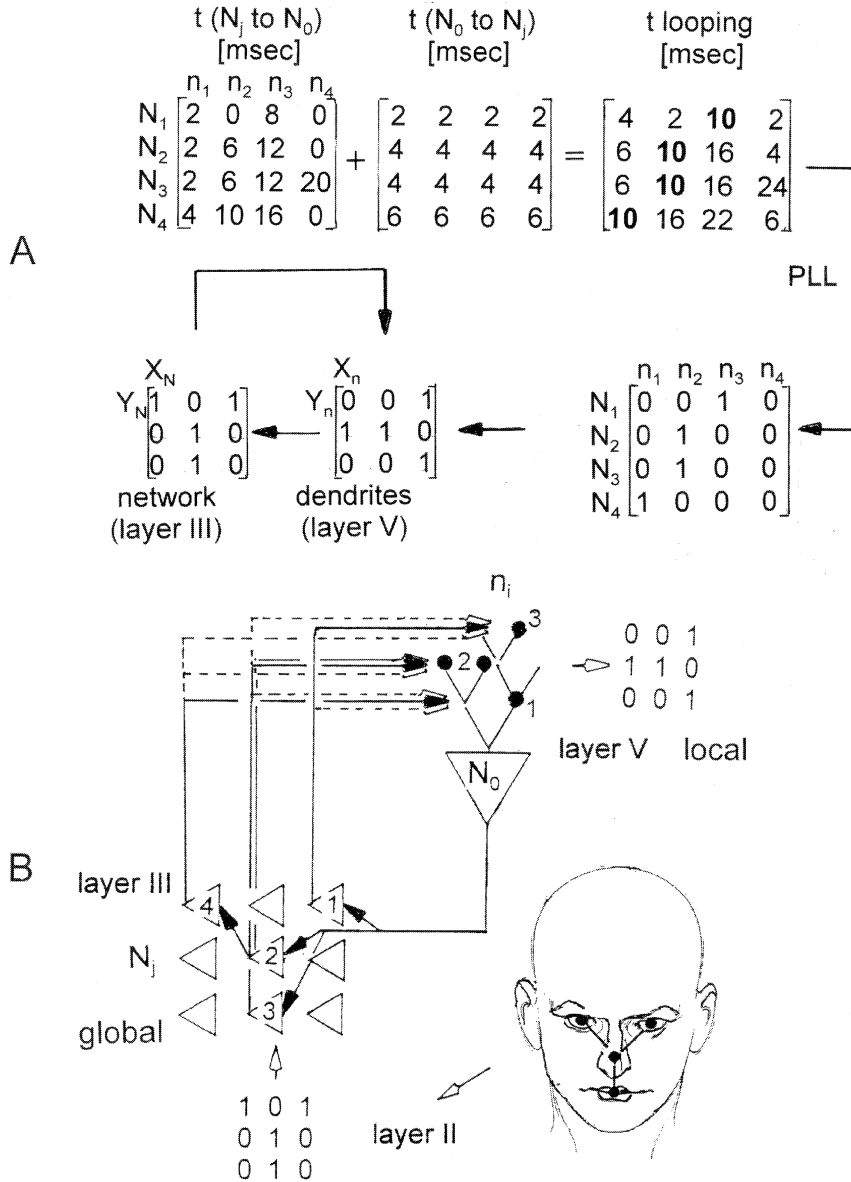 t (Nj to N0) t (N0 to Nj) t looping
[msec] [msec] [msec]
n1 n2 n3 n4
N1 2 0 8 0 2 2 2 2 4 2 10 2
N2 2 6 12 0 + 4 4 4 4 = 6 10 16 4
N3 2 6 12 20 4 4 4 4 6 10 16 24
N4 4 10 16 0 6 6 6 6 10 16 22 6
A
PLL
XN Xn n1 n2 n3 n4
YN 1 0 1 Yn 0 0 1 N1 0 0 1 0
0 1 0 1 1 0 N2 0 1 0 0
0 1 0 0 0 1 N3 0 1 0 0
N4 1 0 0 0
network dendrites
(layer III) (layer V)
ni
3
2
1
0 0 1
1 1 0
0 0 1
layer V local
N0
B
layer III
4 1
Nj 2
3
global
1 0 1
0 1 0
0 1 0
layer II